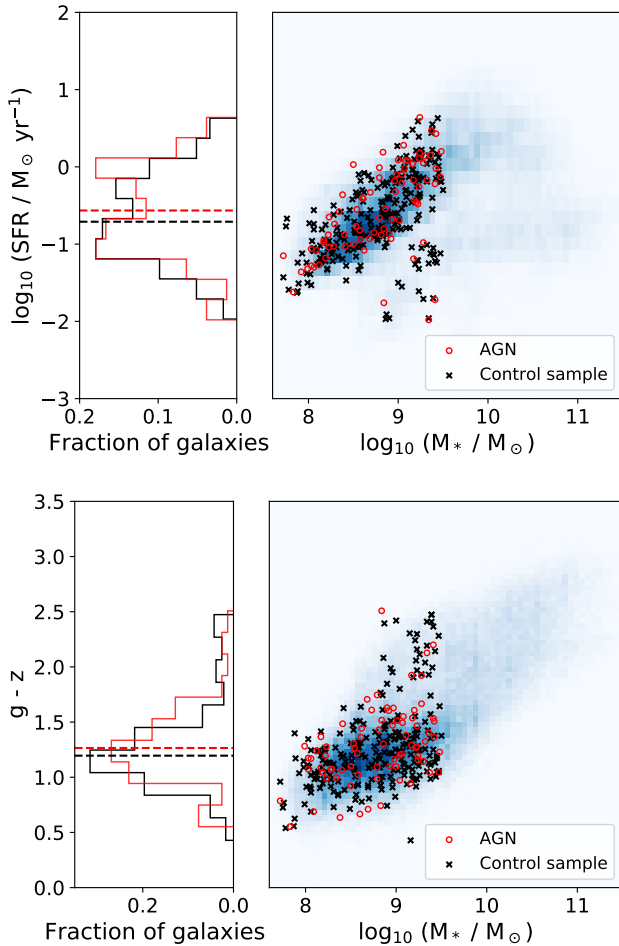 2
1
0
−1
−2
−3
log₁₀ (SFR / M⊙ yr⁻¹)
0.2 0.1 0.0
Fraction of galaxies
AGN
Control sample
8 9 10 11
log₁₀ (M* / M⊙)
3.5
3.0
2.5
2.0
1.5
1.0
0.5
0.0
g - z
0.2 0.0
Fraction of galaxies
AGN
Control sample
8 9 10 11
log₁₀ (M* / M⊙)